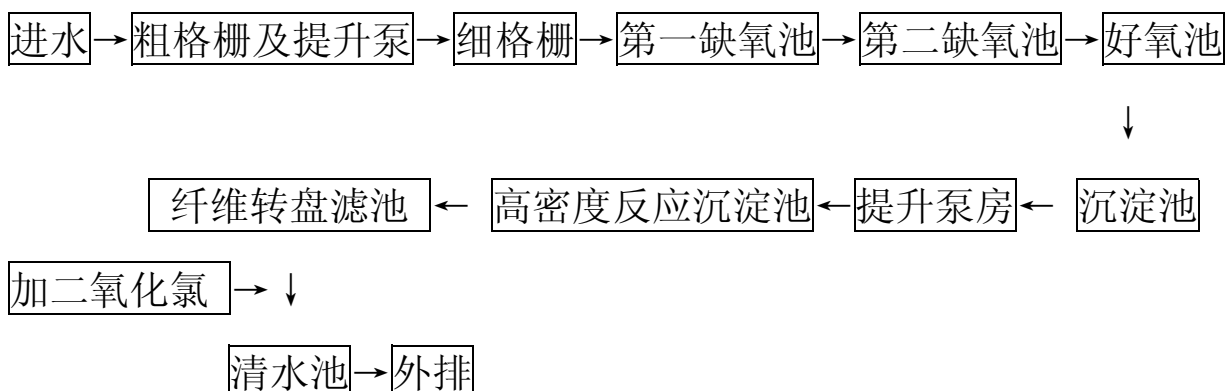 进水→粗格栅及提升泵→细格栅→第一缺氧池→第二缺氧池→好氧池
↓
纤维转盘滤池← 高密度反应沉淀池←提升泵房← 沉淀池
加二氧化氯→ ↓
清水池→外排